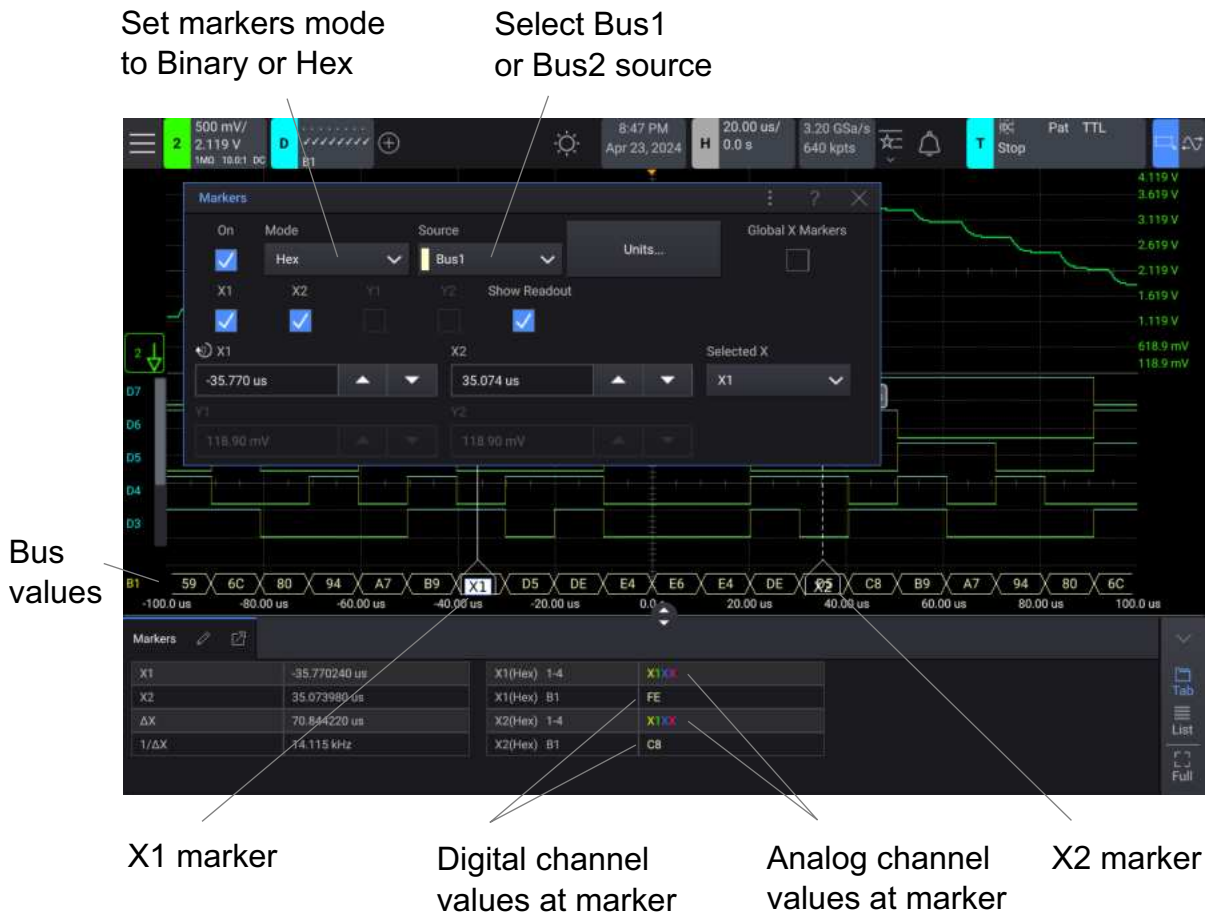 Set markers mode
to Binary or Hex
Select Bus1
or Bus2 source
2
500 mV/
2.119 V
1MΩ 10.0:1 DC
D
B1
8:47 PM
Apr 23, 2024
H
20.00 us/
0.0 s
3.20 GSa/s
640 kpts
T
Stop
Pat TTL
4.119 V
3.619 V
3.119 V
2.619 V
2.119 V
1.619 V
1.119 V
618.9 mV
118.9 mV
Markers
?
On
Mode
Source
Global X Markers
Hex
Bus1
Units...
X1
X2
Y1
Y2
Show Readout
X1
X2
Selected X
-35.770 us
35.074 us
X1
Y1
Y2
118.90 mV
118.90 mV
2
D7
D6
D5
D4
D3
Bus
values
B1
59 6C 80 94 A7 B9 X1 D5 DE E4 E6 E4 DE X2 C8 B9 A7 94 80 6C
-100.0 us -80.00 us -60.00 us -40.00 us -20.00 us 0.0 20.00 us 40.00 us 60.00 us 80.00 us 100.0 us
Markers
X1 -35.770240 us X1(Hex) 1-4 X1XX
X2 35.073980 us X1(Hex) B1 FE
ΔX 70.844220 us X2(Hex) 1-4 X1XX
1/ΔX 14.115 kHz X2(Hex) B1 C8
Tab
List
Full
X1 marker
Digital channel
values at marker
Analog channel
values at marker
X2 marker